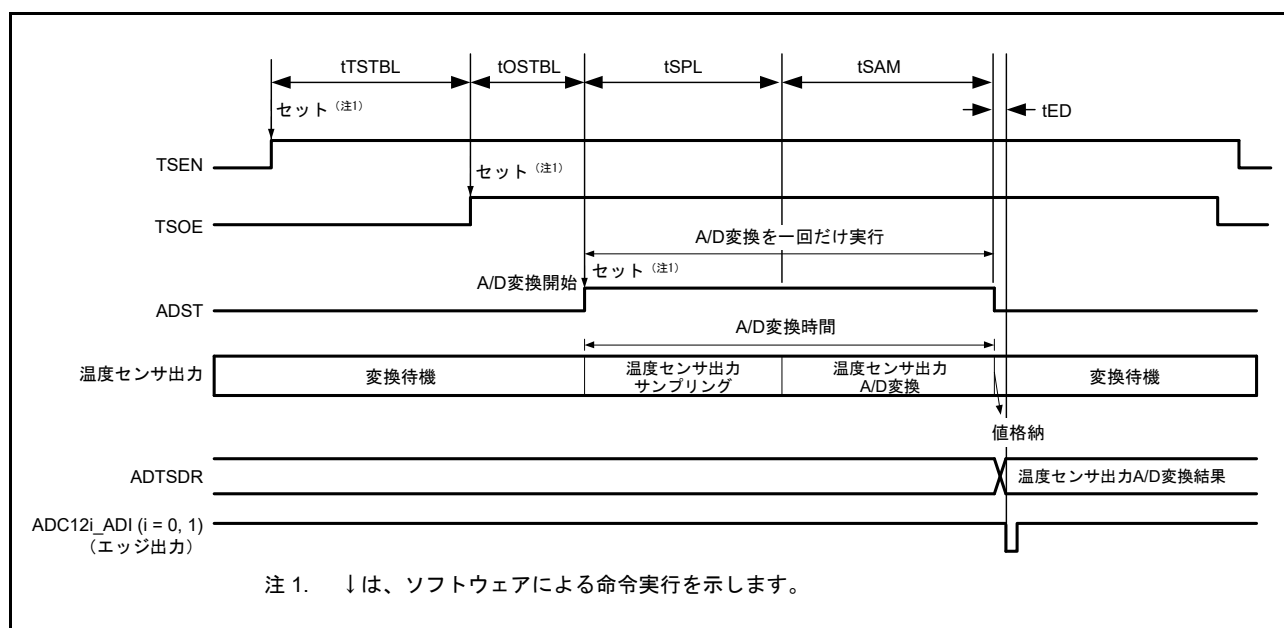 tTSTBL tOSTBL tSPL tSAM
tED
セット（注1）
TSEN
セット（注1）
TSOE
A/D変換を一回だけ実行
セット（注1）
A/D変換開始
ADST
A/D変換時間
温度センサ出力
変換待機
温度センサ出力
サンプリング
温度センサ出力
A/D変換
変換待機
値格納
ADTSDR
温度センサ出力A/D変換結果
ADC12i_ADI (i = 0, 1)
（エッジ出力）
注 1. ↓は、ソフトウェアによる命令実行を示します。